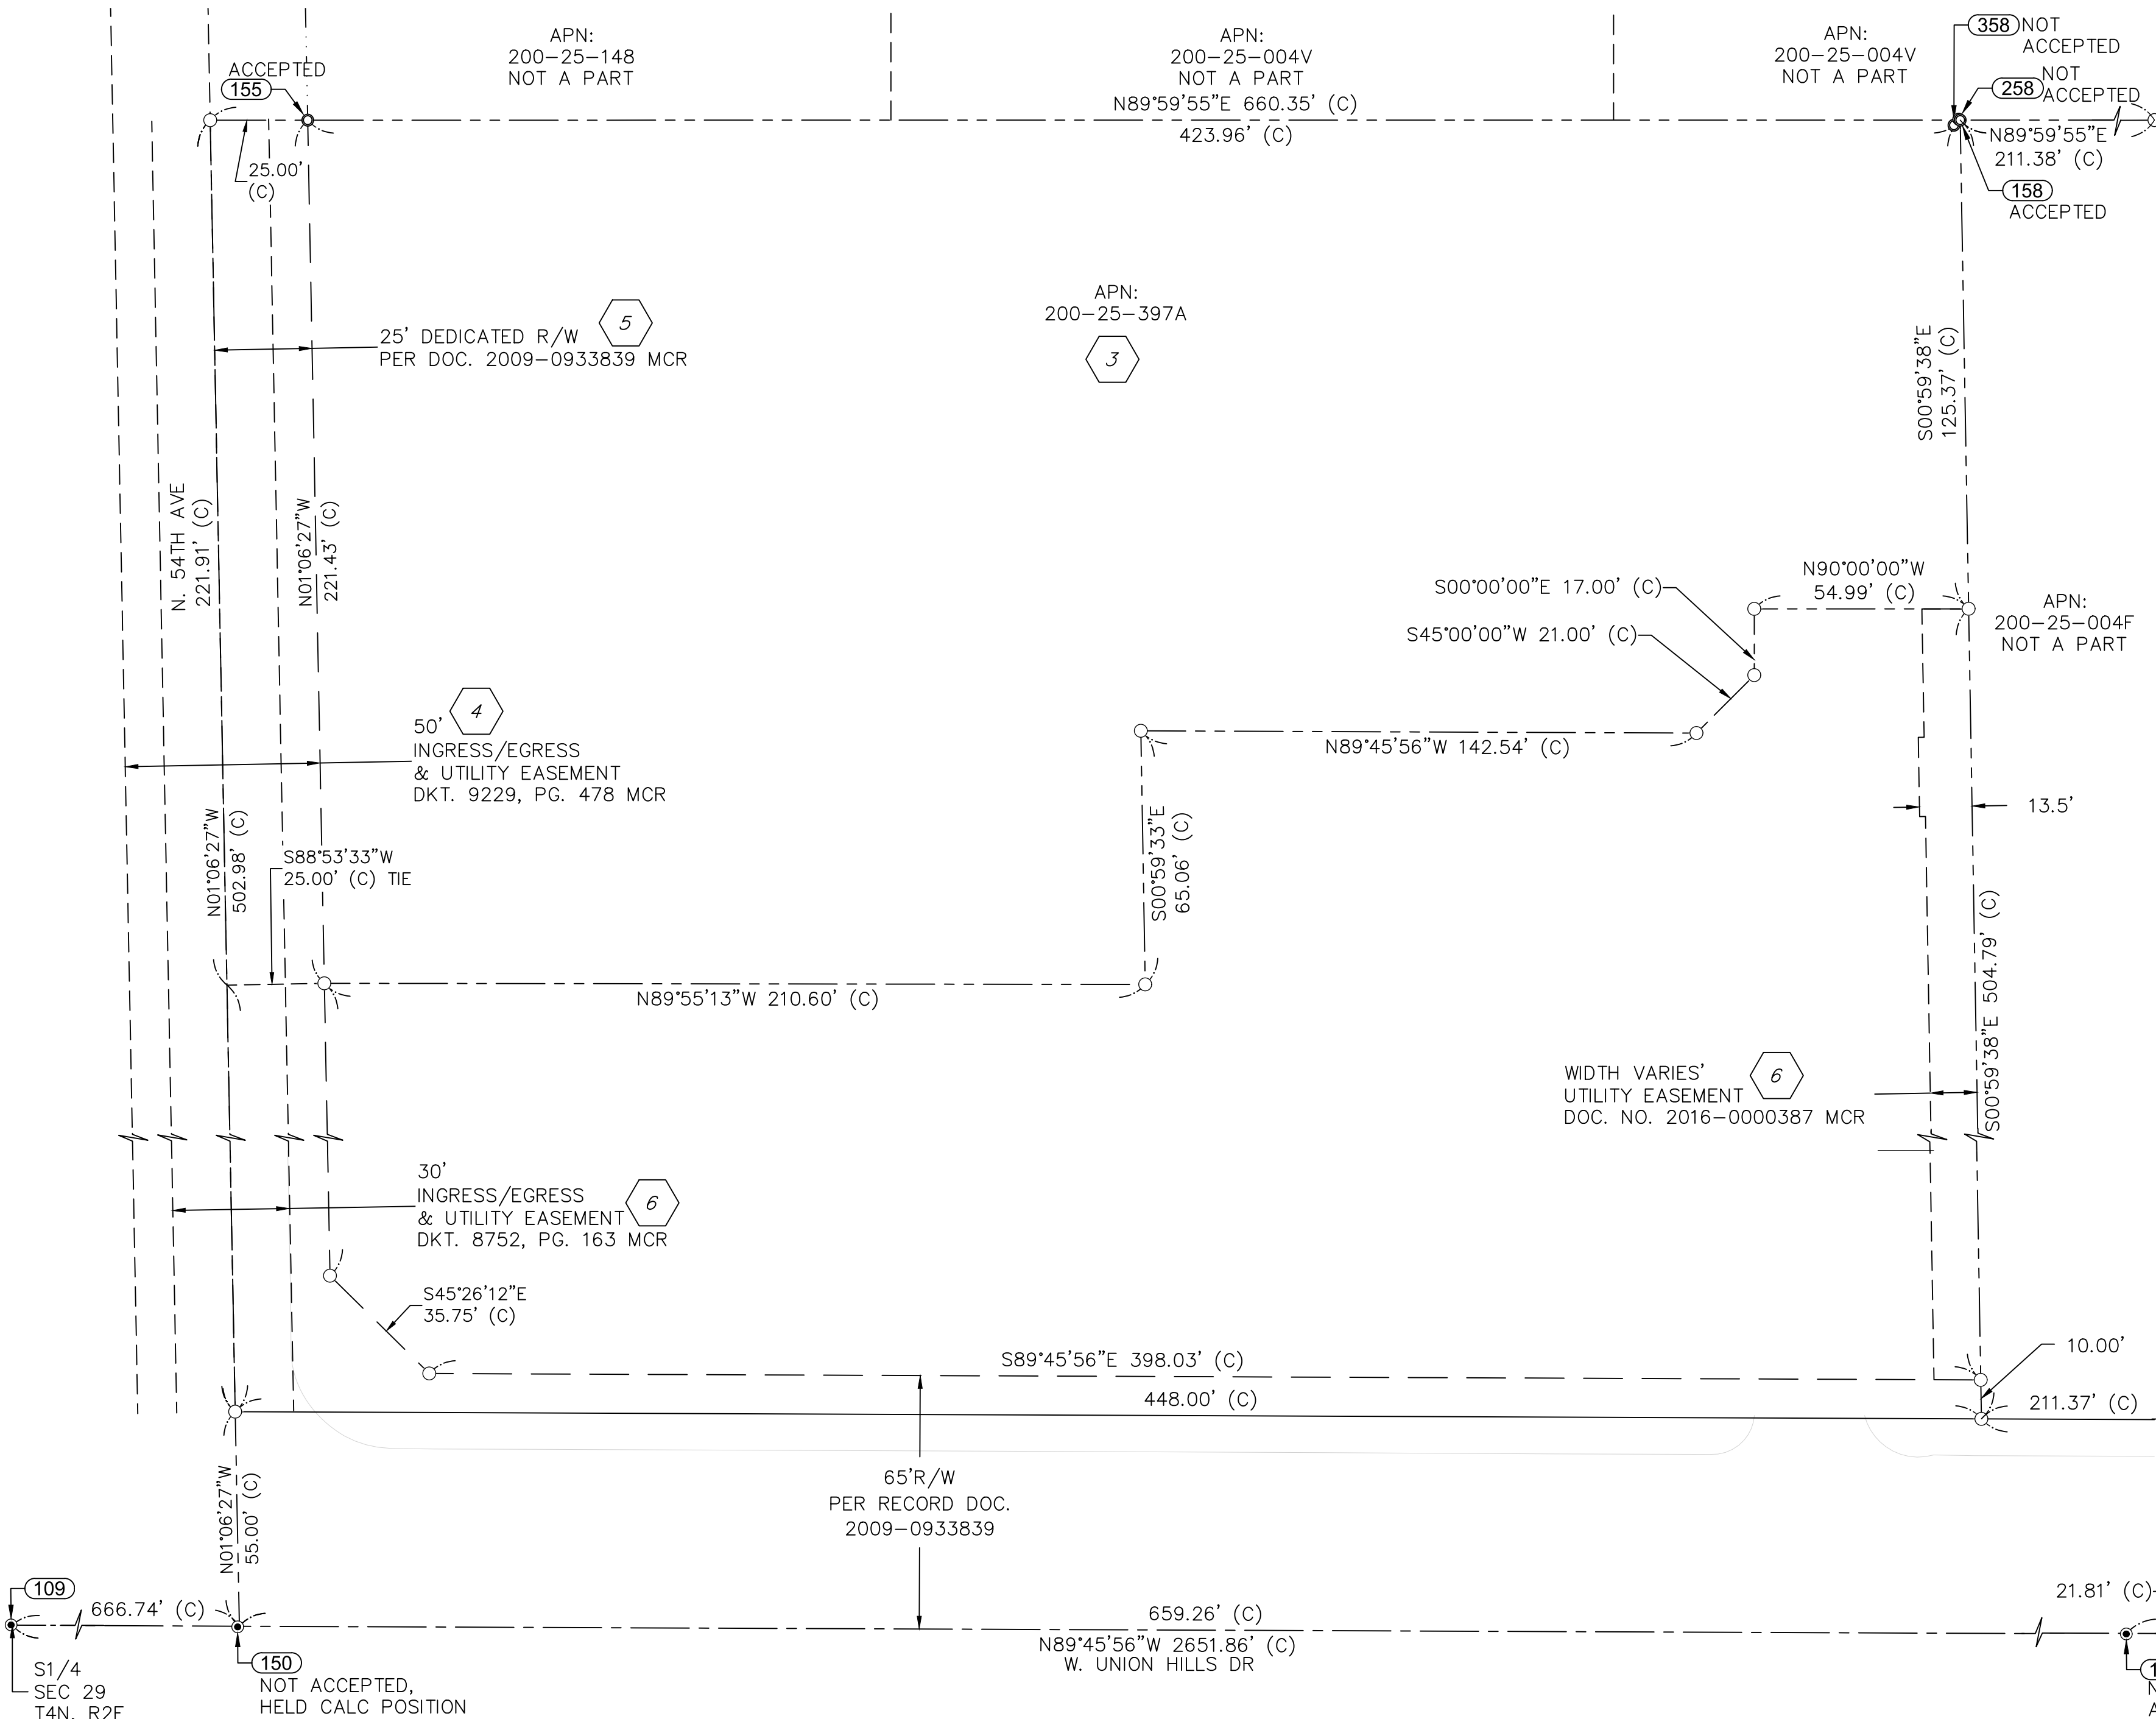 APN:
200-25-148
NOT A PART
APN:
200-25-004V
NOT A PART
APN:
200-25-004V
NOT A PART
358 NOT
ACCEPTED
ACCEPTED
155
NOT
258 ACCEPTED
N89°59'55"E 660.35' (C)
423.96' (C)
N89°59'55"E
211.38' (C)
25.00'
(C)
158
ACCEPTED
APN:
200-25-397A
3
25' DEDICATED R/W
PER DOC. 2009-0933839 MCR
5
S00°59'38"E
125.37' (C)
N. 54TH AVE
221.91' (C)
N01°06'27"W
221.43' (C)
S00°00'00"E 17.00' (C)
S45°00'00"W 21.00' (C)
N90°00'00"W
54.99' (C)
APN:
200-25-004F
NOT A PART
50'
4
INGRESS/EGRESS
& UTILITY EASEMENT
DKT. 9229, PG. 478 MCR
N89°45'56"W 142.54' (C)
13.5'
N01°06'27"W
502.98' (C)
S88°53'33"W
25.00' (C) TIE
S00°59'33"E
65.06' (C)
N89°55'13"W 210.60' (C)
S00°59'38"E 504.79' (C)
WIDTH VARIES'
UTILITY EASEMENT
DOC. NO. 2016-0000387 MCR
6
30'
INGRESS/EGRESS
& UTILITY EASEMENT
DKT. 8752, PG. 163 MCR
6
S45°26'12"E
35.75' (C)
S89°45'56"E 398.03' (C)
448.00' (C)
10.00'
211.37' (C)
N01°06'27"W
55.00' (C)
65'R/W
PER RECORD DOC.
2009-0933839
109
666.74' (C)
659.26' (C)
N89°45'56"W 2651.86' (C)
W. UNION HILLS DR
21.81' (C)
S1/4
SEC 29
T4N, R2E
150
NOT ACCEPTED,
HELD CALC POSITION